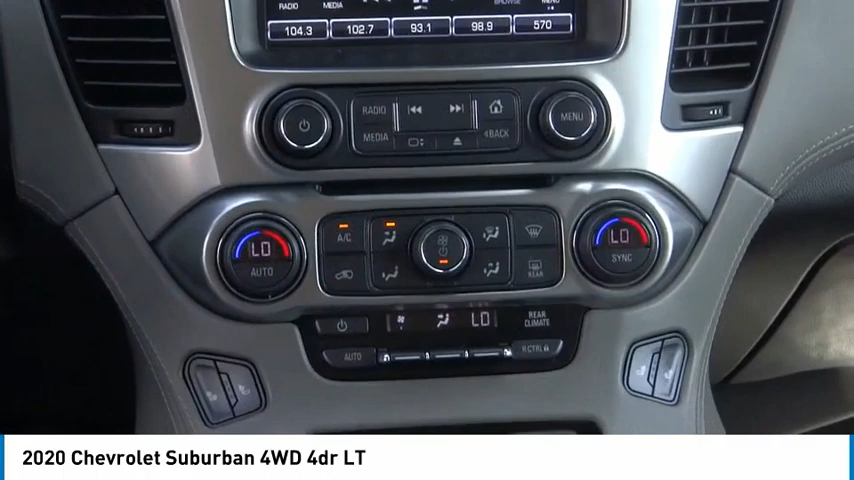 RADIO MEDIA BROWSE MENU
104.3 102.7 93.1 98.9 570
RADIO
MEDIA
BACK
MENU
LO
AUTO
A/C
REAR
LO
SYNC
LO
REAR
CLIMATE
AUTO
R CTRL
2020 Chevrolet Suburban 4WD 4dr LT